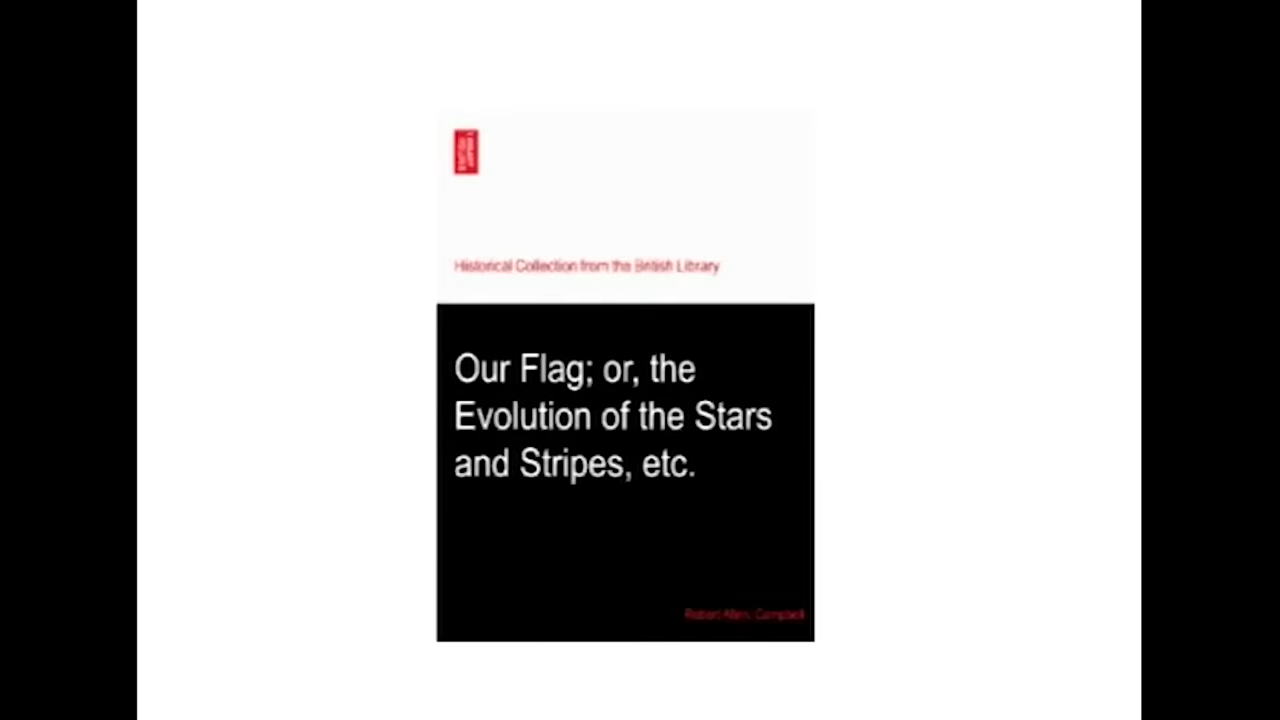 Historical Collection from the British Library
Our Flag; or, the
Evolution of the Stars
and Stripes, etc.
Robert Allen. Campbell